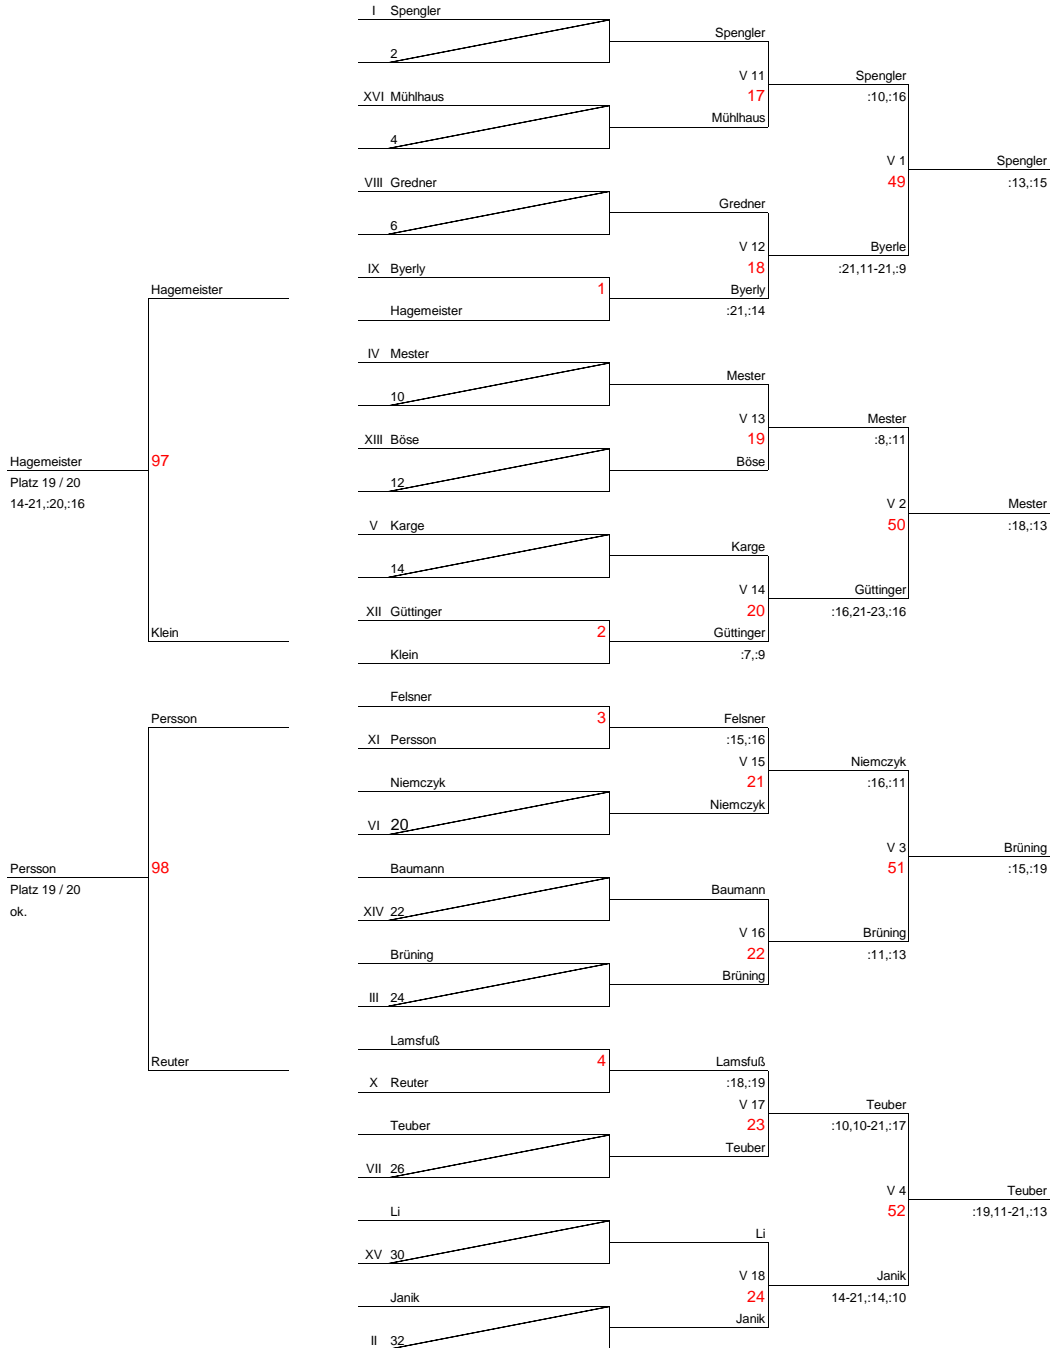 I Spengler
Spengler
2
V 11 Spengler
XVI Mühlhaus 17 :10,:16
Mühlhaus
4
V 1 Spengler
VIII Gredner 49 :13,:15
Gredner
6
V 12 Byerle
IX Byerly 18 :21,11-21,:9
Hagemeister 1 Byerly
Hagemeister :21,:14
IV Mester
Mester
10
V 13 Mester
XIII Böse 19 :8,:11
Hagemeister 97 Böse
Platz 19 / 20 12
14-21,:20,:16 V 2 Mester
V Karge 50 :18,:13
Karge
14
V 14 Güttinger
XII Güttinger 20 :16,21-23,:16
Klein 2 Güttinger
Klein :7,:9
Felsner
Persson 3 Felsner
XI Persson :15,:16
V 15 Niemczyk
Niemczyk 21 :16,:11
Niemczyk
VI 20
V 3 Brüning
Persson 98 Baumann 51 :15,:19
Platz 19 / 20 Baumann
ok. XIV 22
V 16 Brüning
Brüning 22 :11,:13
Brüning
III 24
Lamsfuß
Reuter 4 Lamsfuß
X Reuter :18,:19
V 17 Teuber
Teuber 23 :10,10-21,:17
Teuber
VII 26
V 4 Teuber
Li 52 :19,11-21,:13
Li
XV 30
V 18 Janik
Janik 24 14-21,:14,:10
Janik
II 32